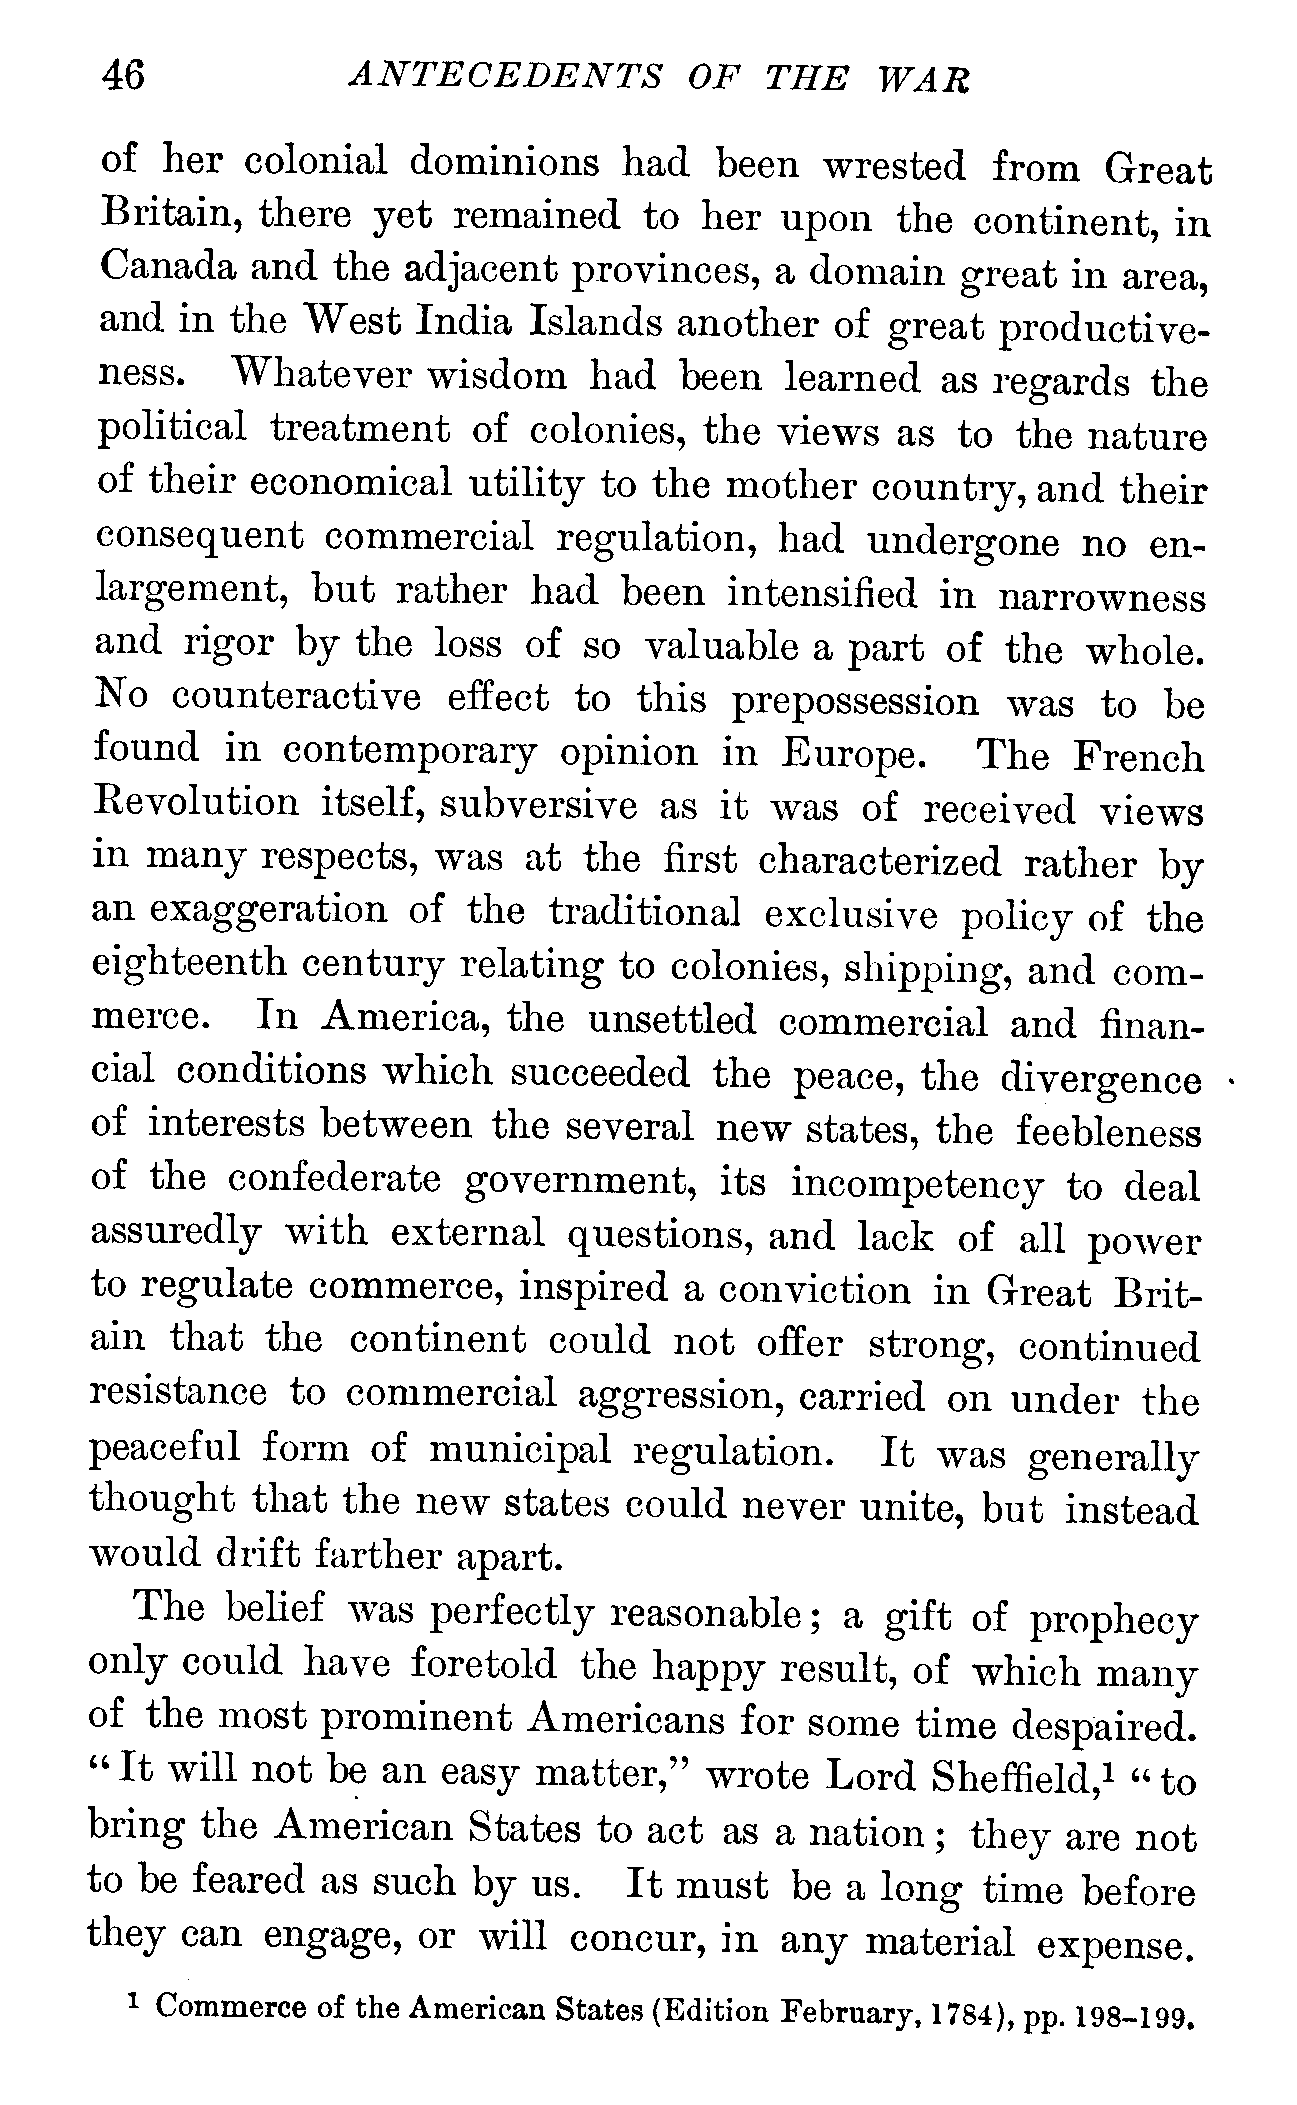 46 ANTECEDENTS OF THE WAR
of her colonial dominions had been wrested from Great
Britain, there yet remained to her upon the continent, in
Canada and the adjacent provinces, a domain great in area,
and in the West India Islands another of great productive-
ness. Whatever wisdom had been learned as regards the
political treatment of colonies, the views as to the nature
of their economical utility to the mother country, and their
consequent commercial regulation, had undergone no en-
largement, but rather had been intensified in narrowness
and rigor by the loss of so valuable a part of the whole.
No counteractive effect to this prepossession was to be
found in contemporary opinion in Europe. The French
Revolution itself, subversive as it was of received views
in many respects, was at the first characterized rather by
an exaggeration of the traditional exclusive policy of the
eighteenth century relating to colonies, shipping, and com-
merce. In America, the unsettled commercial and finan-
cial conditions which succeeded the peace, the divergence
of interests between the several new states, the feebleness
of the confederate government, its incompetency to deal
assuredly with external questions, and lack of all power
to regulate commerce, inspired a conviction in Great Brit-
ain that the continent could not offer strong, continued
resistance to commercial aggression, carried on under the
peaceful form of municipal regulation. It was generally
thought that the new states could never unite, but instead
would drift farther apart.
The belief was perfectly reasonable; a gift of prophecy
only could have foretold the happy result, of which many
of the most prominent Americans for some time despaired.
“It will not be an easy matter,” wrote Lord Sheffield,¹ “to
bring the American States to act as a nation; they are not
to be feared as such by us. It must be a long time before
they can engage, or will concur, in any material expense.
¹ Commerce of the American States (Edition February, 1784), pp. 198–199.